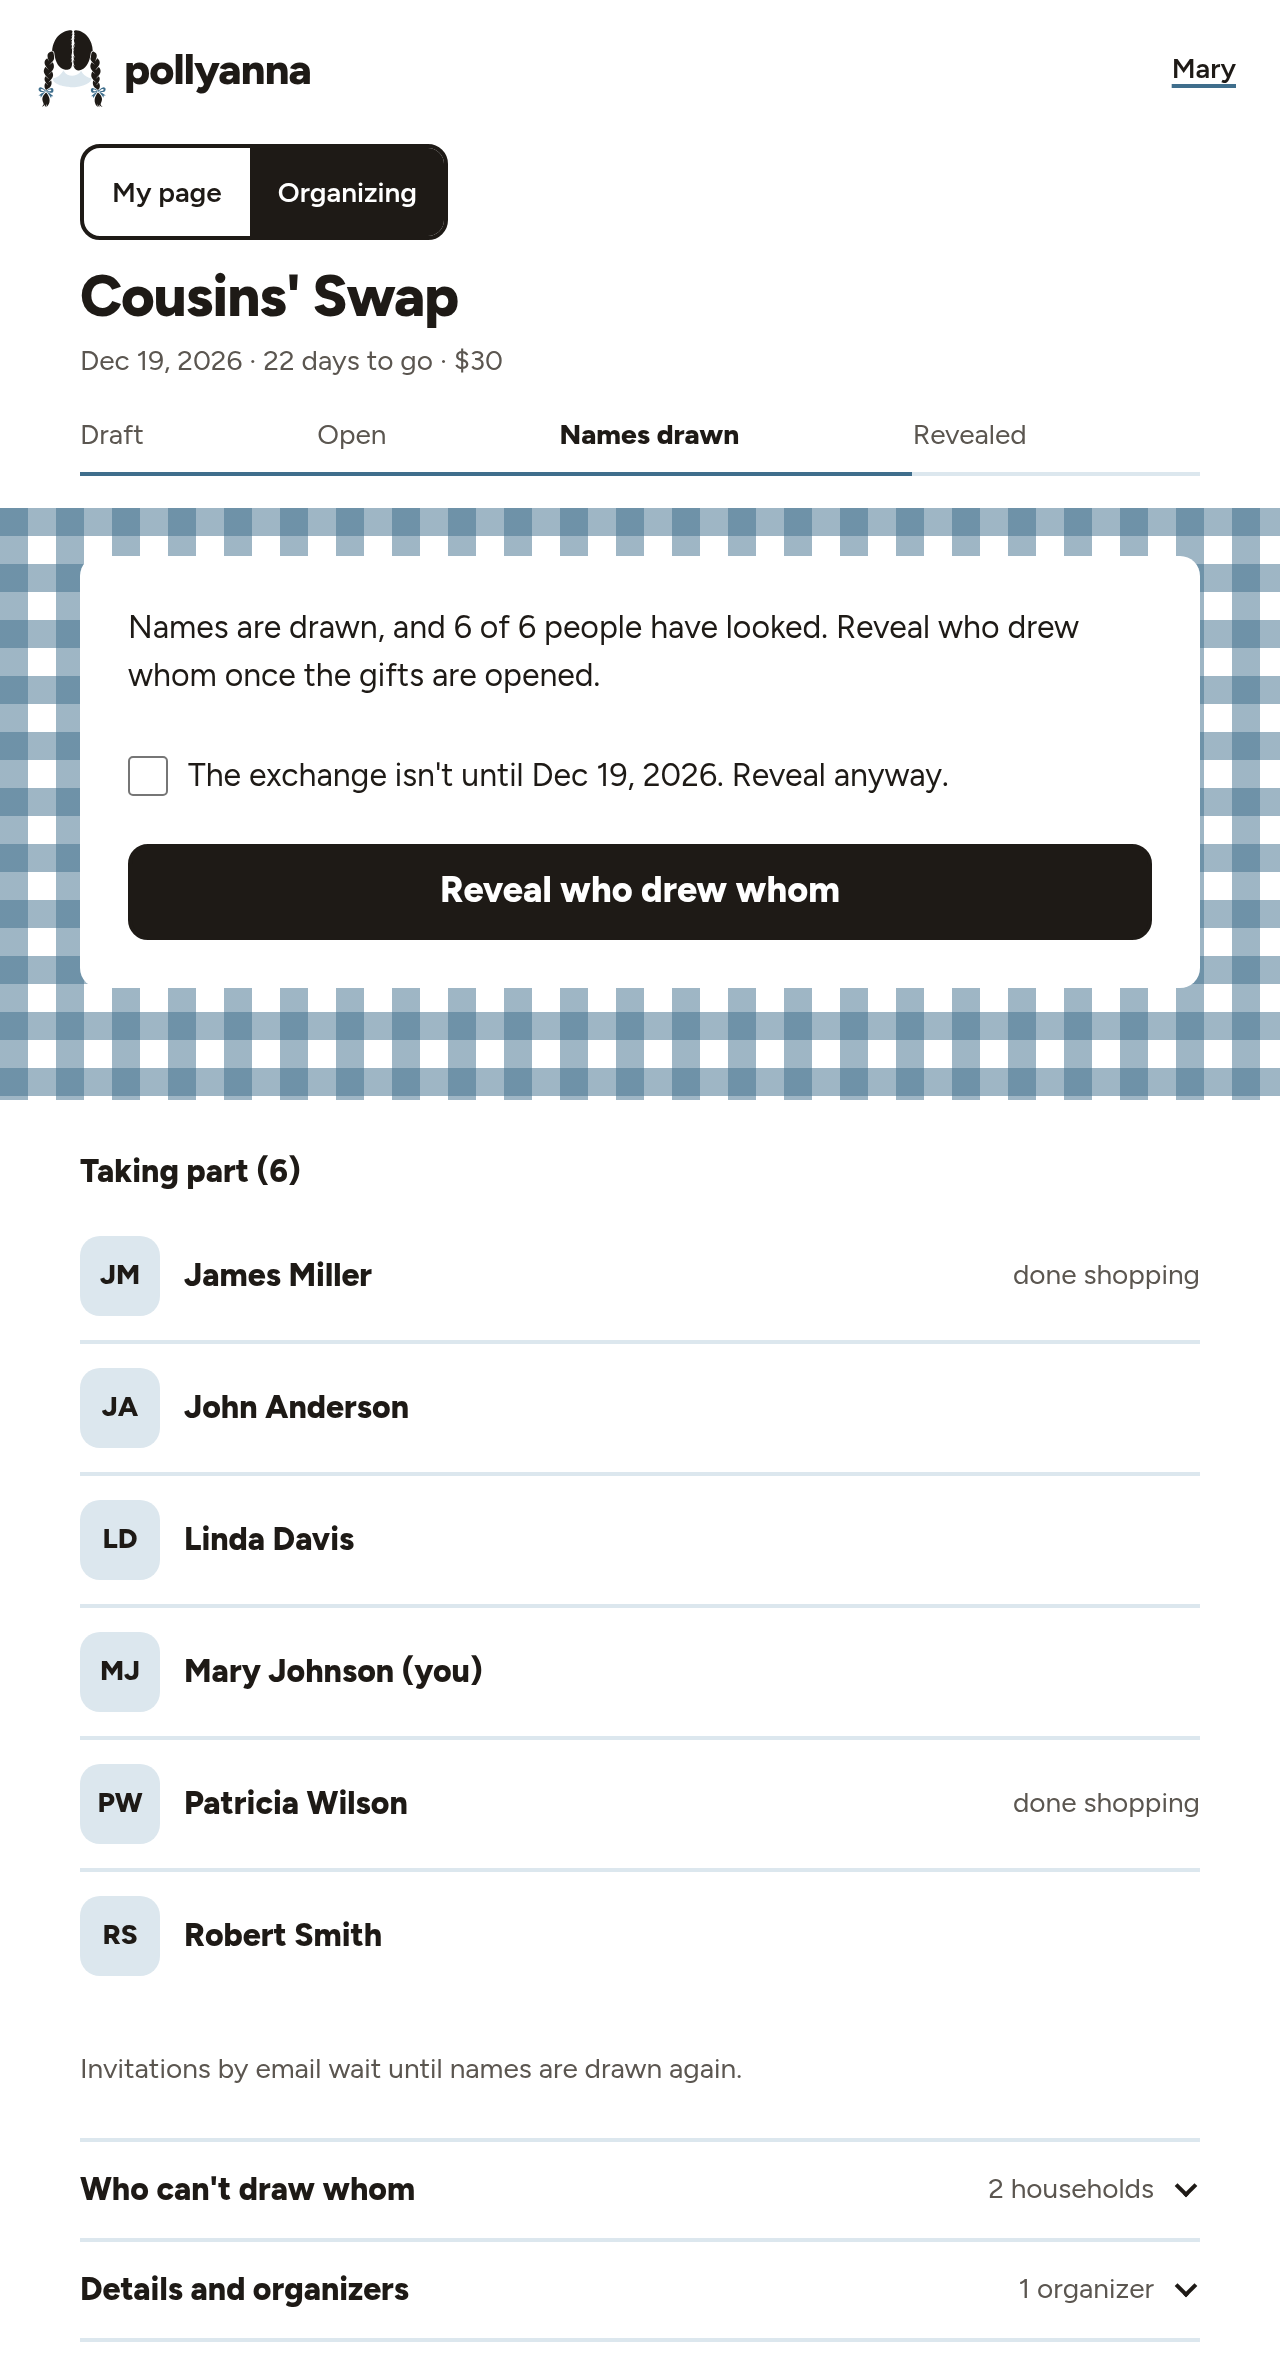 pollyanna
Mary
My page
Organizing
Cousins' Swap
Dec 19, 2026 · 22 days to go · $30
Draft
Open
Names drawn
Revealed
Names are drawn, and 6 of 6 people have looked. Reveal who drew
whom once the gifts are opened.
The exchange isn't until Dec 19, 2026. Reveal anyway.
Reveal who drew whom
Taking part (6)
JM
James Miller
done shopping
JA
John Anderson
LD
Linda Davis
MJ
Mary Johnson (you)
PW
Patricia Wilson
done shopping
RS
Robert Smith
Invitations by email wait until names are drawn again.
Who can't draw whom
2 households
Details and organizers
1 organizer